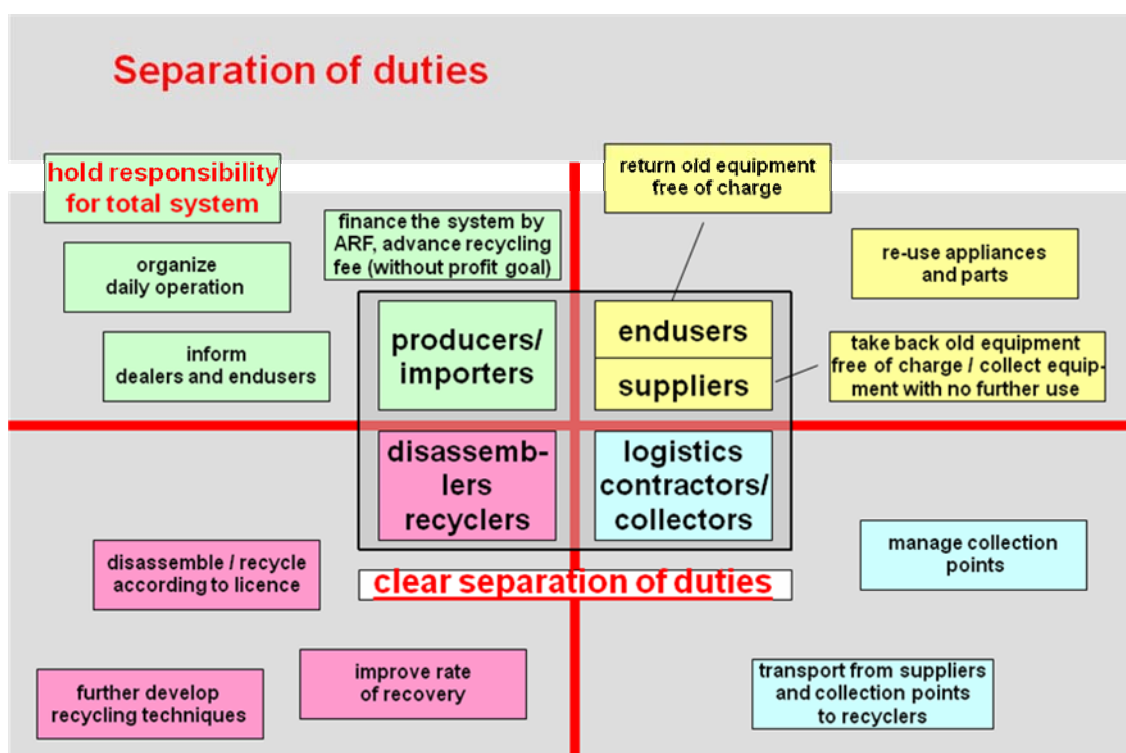 Separation of duties
hold responsibility
for total system
organize
daily operation
inform
dealers and endusers
finance the system by
ARF, advance recycling
fee (without profit goal)
return old equipment
free of charge
re-use appliances
and parts
take back old equipment
free of charge / collect equip-
ment with no further use
producers/
importers
endusers
suppliers
disassemb-
lers
recyclers
logistics
contractors/
collectors
clear separation of duties
disassemble / recycle
according to licence
further develop
recycling techniques
improve rate
of recovery
manage collection
points
transport from suppliers
and collection points
to recyclers